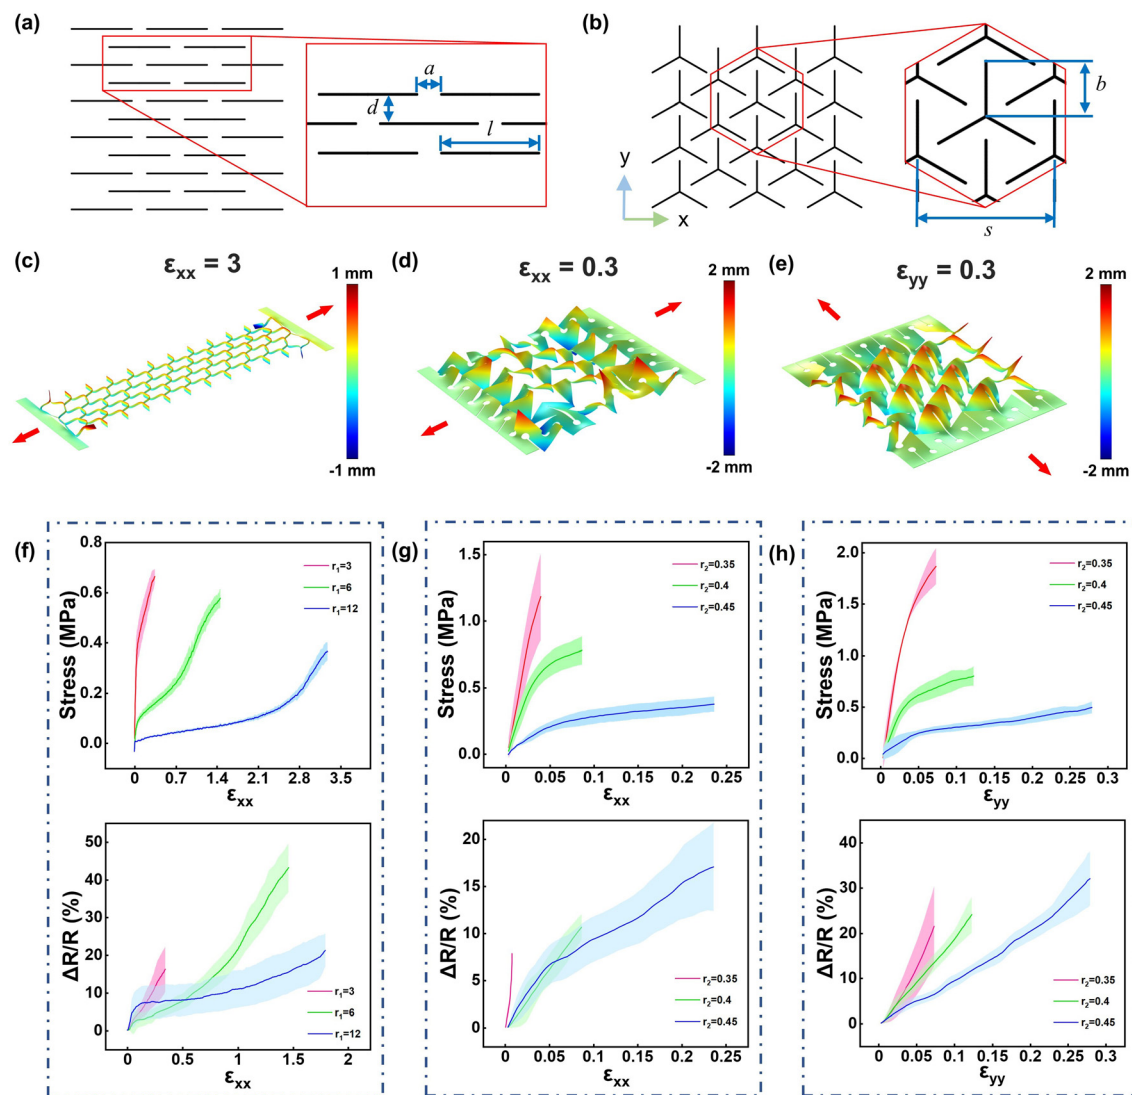 (a)
a
d
l
(b)
b
s
y
x
(c)
εxx = 3
1 mm
-1 mm
(d)
εxx = 0.3
2 mm
-2 mm
(e)
εyy = 0.3
2 mm
-2 mm
(f)
Stress (MPa)
0.8
0.6
0.4
0.2
0.0
r1=3
r1=6
r1=12
0 0.7 1.4 2.1 2.8 3.5
εxx
ΔR/R (%)
50
40
30
20
10
0
r1=3
r1=6
r1=12
0 0.5 1 1.5 2
εxx
(g)
Stress (MPa)
1.5
1.0
0.5
0.0
r2=0.35
r2=0.4
r2=0.45
0 0.05 0.1 0.15 0.20 0.25
εxx
ΔR/R (%)
20
15
10
5
0
r2=0.35
r2=0.4
r2=0.45
0 0.05 0.1 0.15 0.20 0.25
εxx
(h)
Stress (MPa)
2.0
1.5
1.0
0.5
0.0
r2=0.35
r2=0.4
r2=0.45
0 0.05 0.1 0.15 0.2 0.25 0.3
εyy
ΔR/R (%)
40
30
20
10
0
r2=0.35
r2=0.4
r2=0.45
0 0.05 0.1 0.15 0.2 0.25 0.3
εyy